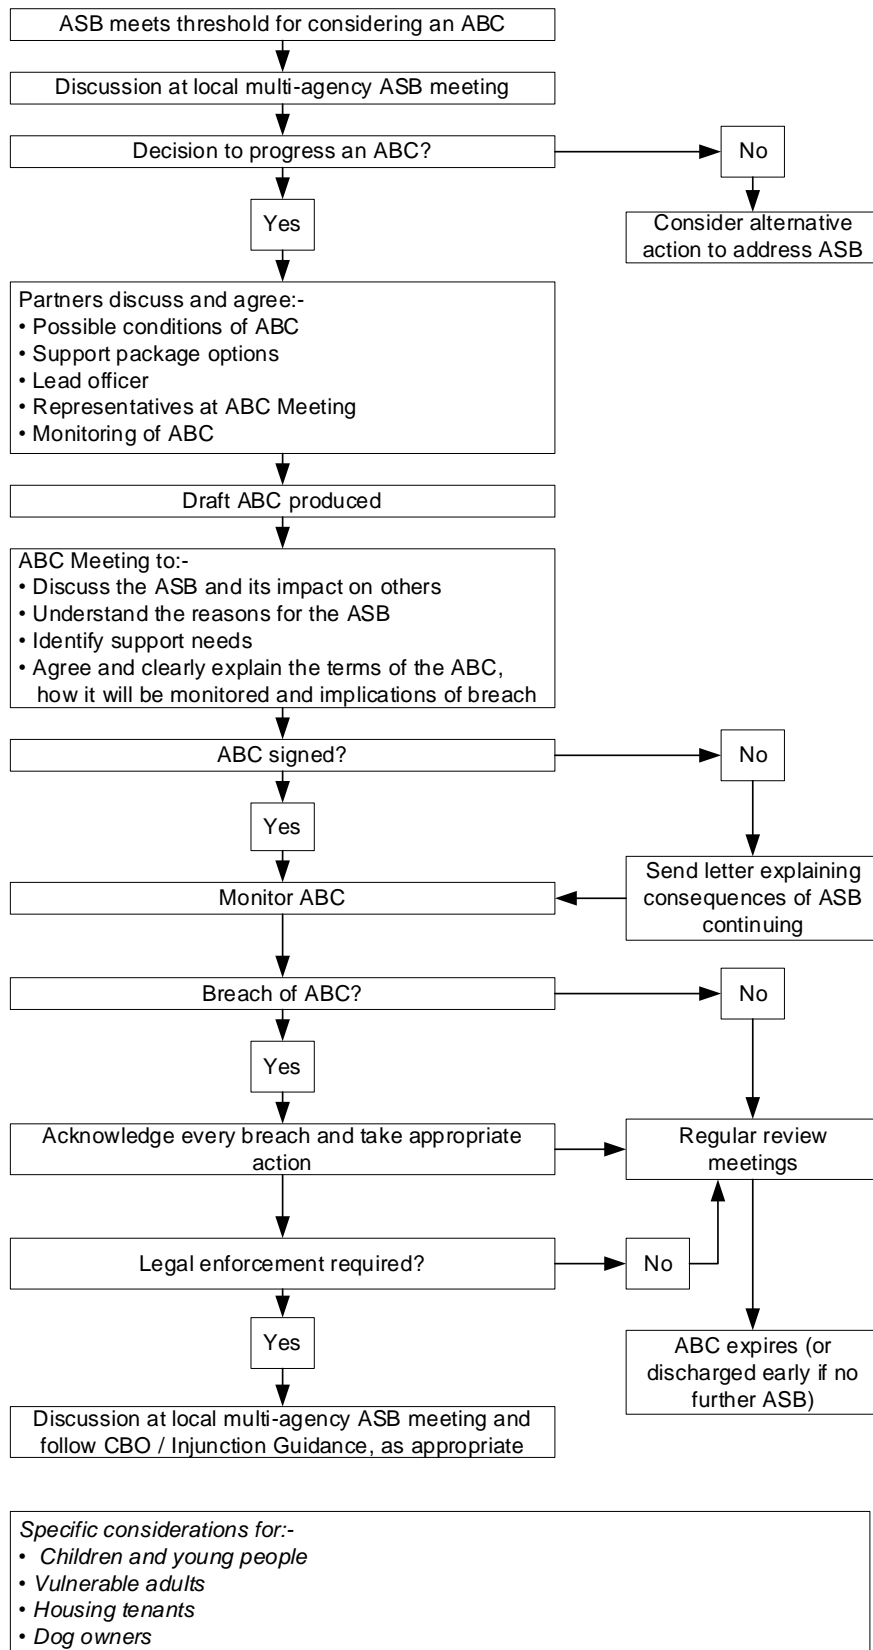 ASB meets threshold for considering an ABC
Discussion at local multi-agency ASB meeting
Decision to progress an ABC?
No
Yes
Consider alternative
action to address ASB
Partners discuss and agree:-
• Possible conditions of ABC
• Support package options
• Lead officer
• Representatives at ABC Meeting
• Monitoring of ABC
Draft ABC produced
ABC Meeting to:-
• Discuss the ASB and its impact on others
• Understand the reasons for the ASB
• Identify support needs
• Agree and clearly explain the terms of the ABC,
how it will be monitored and implications of breach
ABC signed?
No
Yes
Send letter explaining
consequences of ASB
continuing
Monitor ABC
Breach of ABC?
No
Yes
Acknowledge every breach and take appropriate
action
Regular review
meetings
Legal enforcement required?
No
Yes
ABC expires (or
discharged early if no
further ASB)
Discussion at local multi-agency ASB meeting and
follow CBO / Injunction Guidance, as appropriate
Specific considerations for:-
• Children and young people
• Vulnerable adults
• Housing tenants
• Dog owners